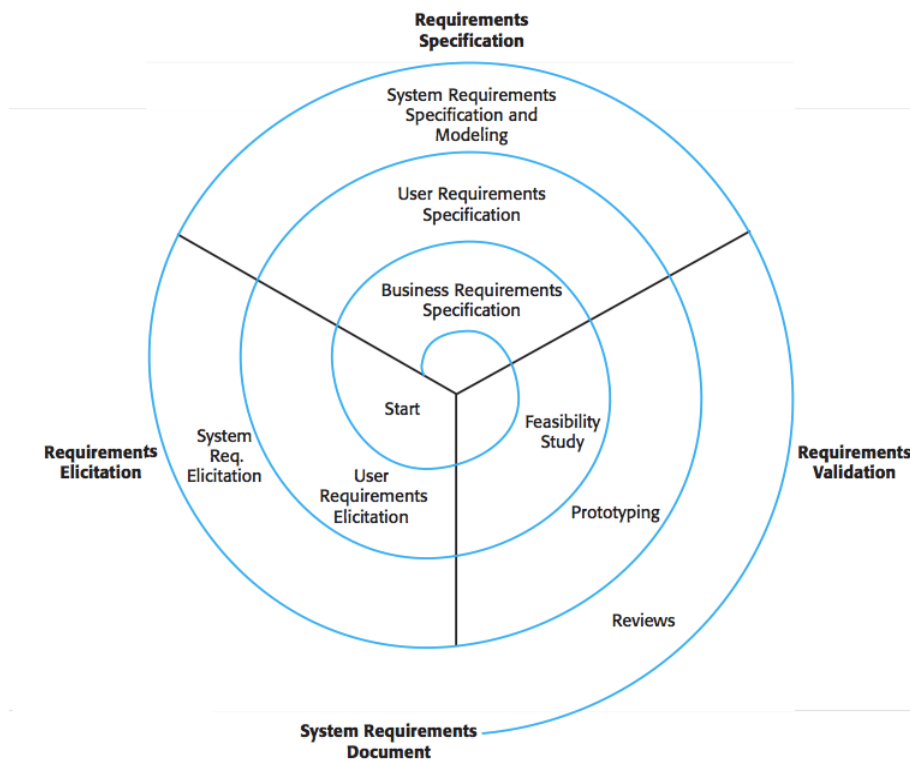 Requirements
Specification
System Requirements
Specification and
Modeling
User Requirements
Specification
Business Requirements
Specification
Start
Feasibility
Study
System
Req.
Elicitation
User
Requirements
Elicitation
Requirements
Elicitation
Requirements
Validation
Prototyping
Reviews
System Requirements
Document